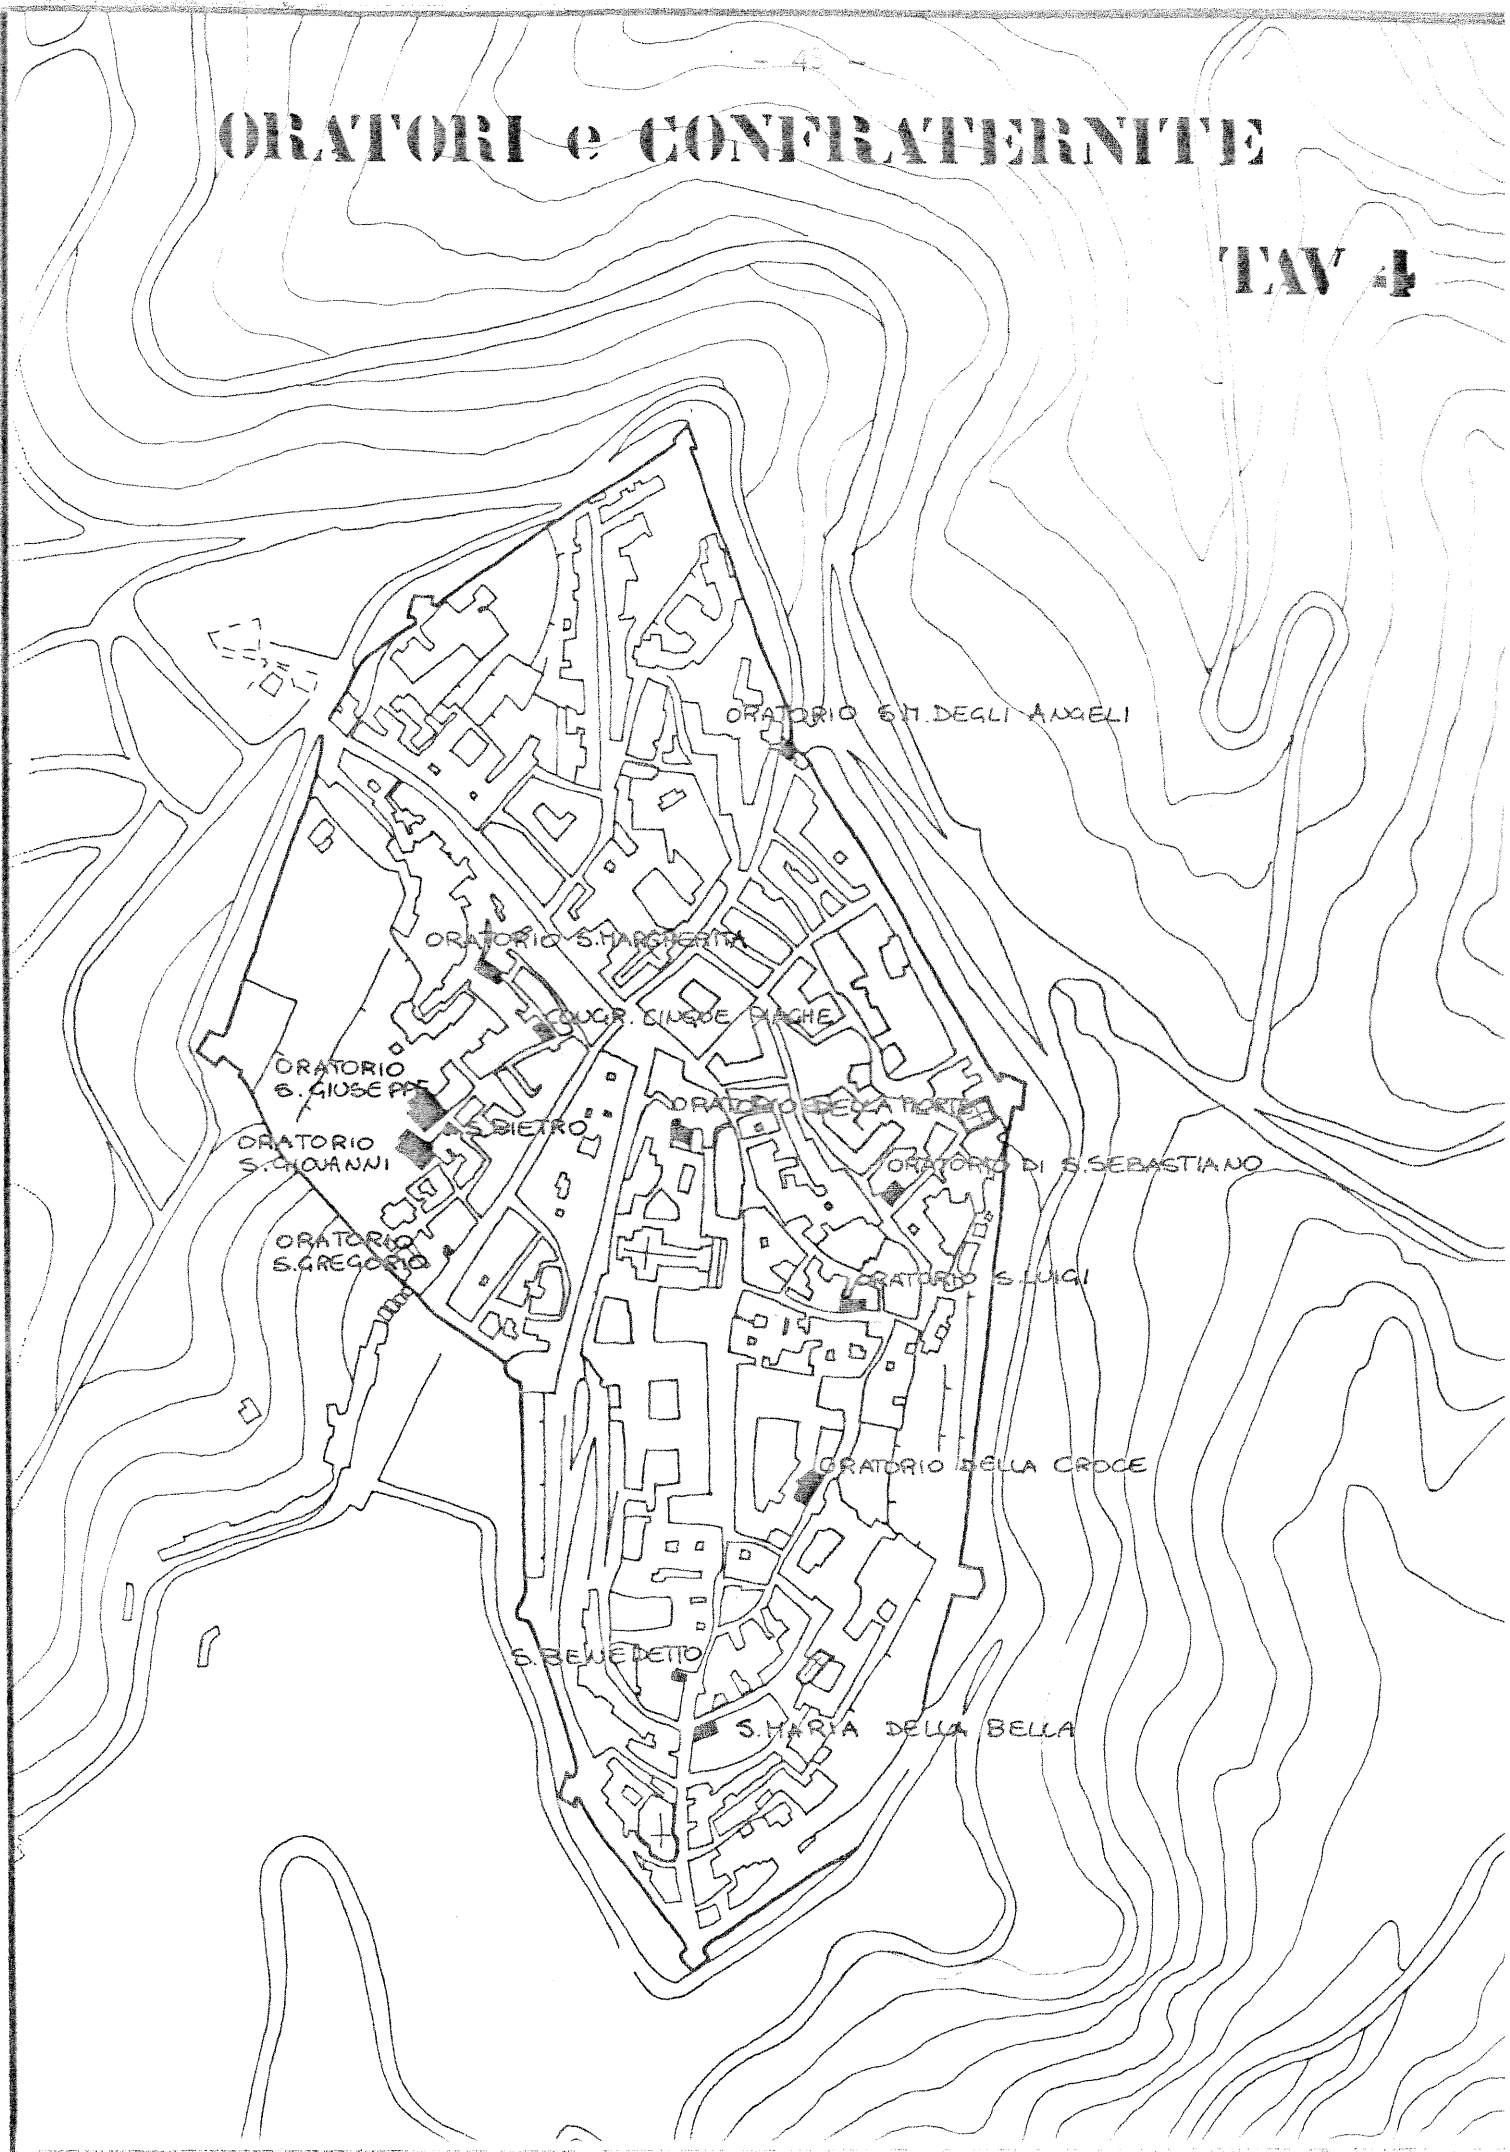 ORATORI e CONFRATERNITE
TAV 4
ORATORIO S.M. DEGLI ANGELI
ORATORIO S. MARGHERITA
CONGR. CINQUE PIAGHE
ORATORIO
S. GIUSEPPE
S. PIETRO
ORATORIO DELLA MORTE
ORATORIO
S. GIOVANNI
ORATORIO DI S. SEBASTIANO
ORATORIO
S. GREGORIO
ORATORIO S. LUIGI
ORATORIO DELLA CROCE
S. BENEDETTO
S. MARIA DELLA BELLA